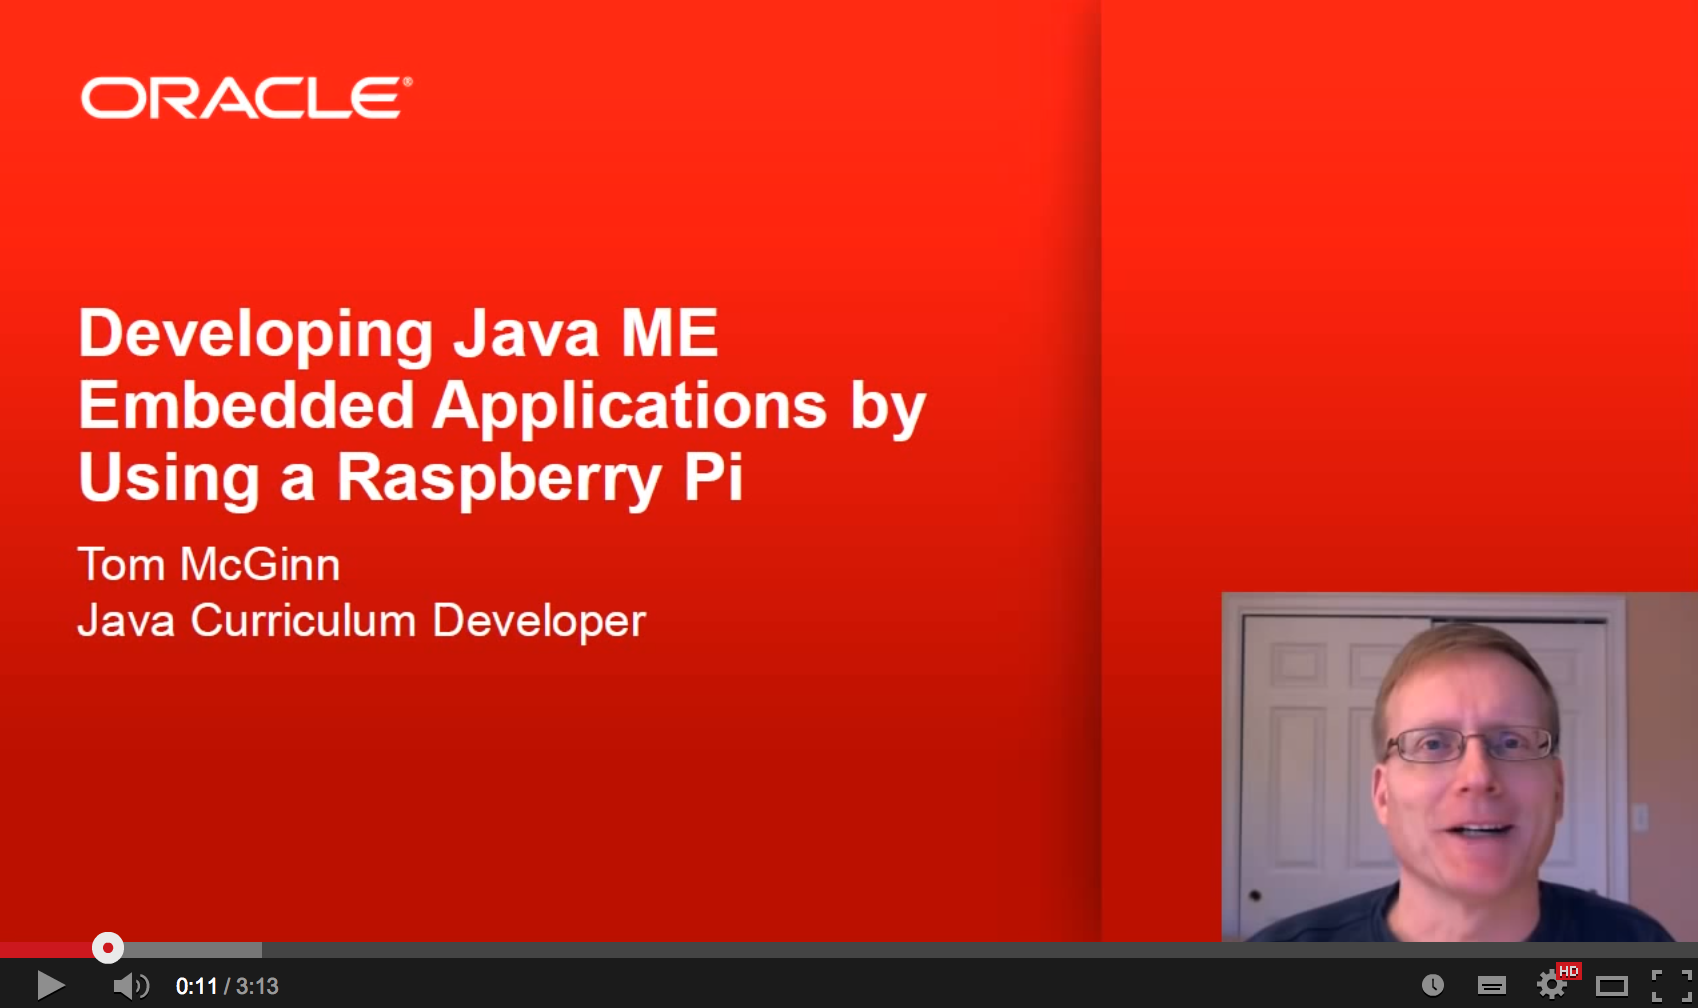 ORACLE®
Developing Java ME
Embedded Applications by
Using a Raspberry Pi
Tom McGinn
Java Curriculum Developer
0:11 / 3:13
HD